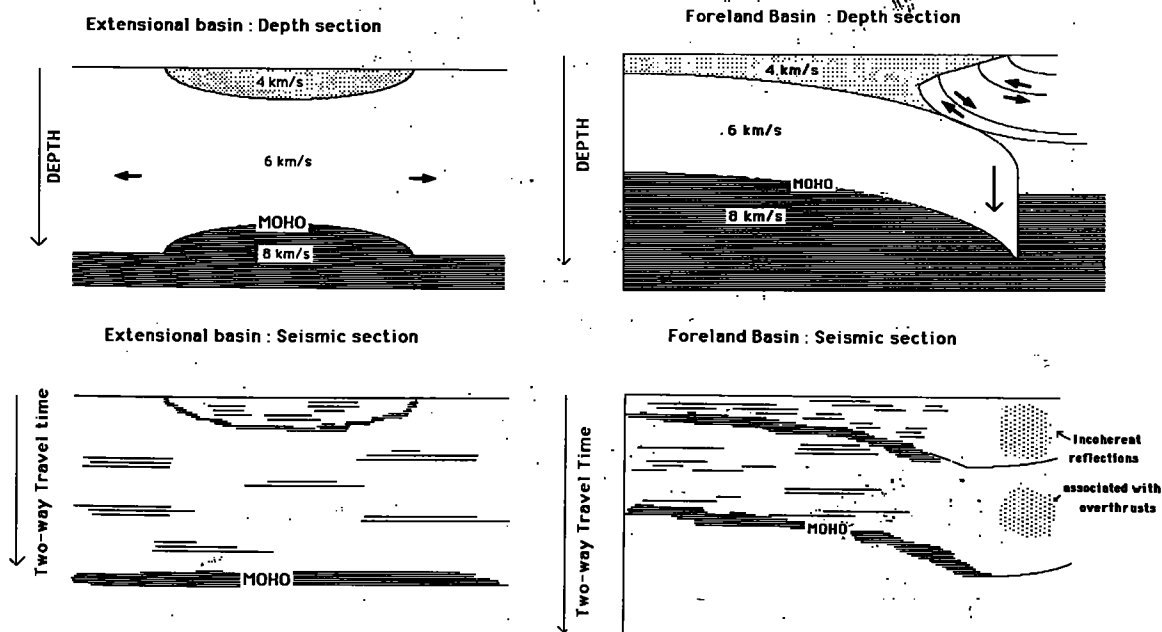 Extensional basin : Depth section
DEPTH
4 km/s
6 km/s
MOHO
8 km/s
Foreland Basin : Depth section
DEPTH
4 km/s
6 km/s
MOHO
8 km/s
Extensional basin : Seismic section
Two-way Travel time
MOHO
Foreland Basin : Seismic section
Two-way Travel Time
MOHO
Incoherent
reflections
associated with
overthrusts